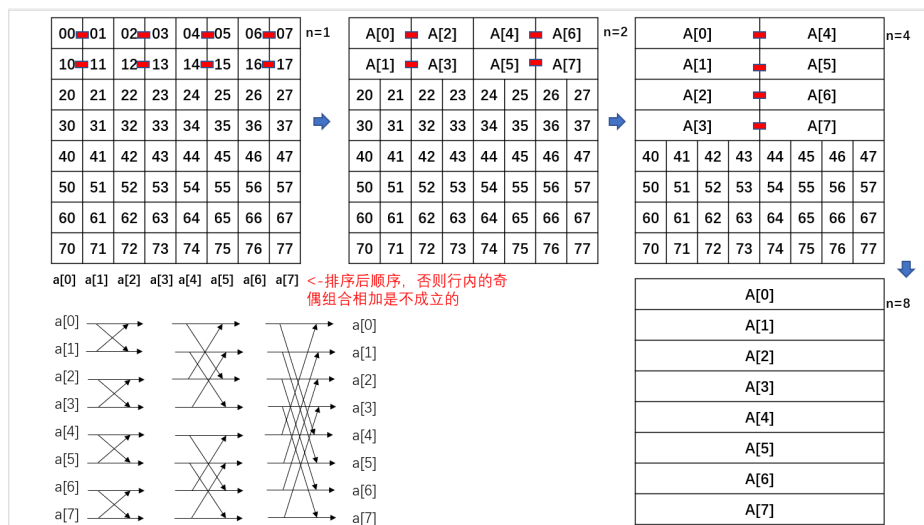 00 01 02 03 04 05 06 07 n=1
10 11 12 13 14 15 16 17
20 21 22 23 24 25 26 27
30 31 32 33 34 35 36 37
40 41 42 43 44 45 46 47
50 51 52 53 54 55 56 57
60 61 62 63 64 65 66 67
70 71 72 73 74 75 76 77
a[0] a[1] a[2] a[3] a[4] a[5] a[6] a[7]
<-排序后顺序，否则行内的奇
偶组合相加是不成立的
A[0] A[2] A[4] A[6] n=2
A[1] A[3] A[5] A[7]
20 21 22 23 24 25 26 27
30 31 32 33 34 35 36 37
40 41 42 43 44 45 46 47
50 51 52 53 54 55 56 57
60 61 62 63 64 65 66 67
70 71 72 73 74 75 76 77
A[0] A[4] n=4
A[1] A[5]
A[2] A[6]
A[3] A[7]
40 41 42 43 44 45 46 47
50 51 52 53 54 55 56 57
60 61 62 63 64 65 66 67
70 71 72 73 74 75 76 77
a[0] a[0]
a[1] a[1]
a[2] a[2]
a[3] a[3]
a[4] a[4]
a[5] a[5]
a[6] a[6]
a[7] a[7]
A[0] n=8
A[1]
A[2]
A[3]
A[4]
A[5]
A[6]
A[7]